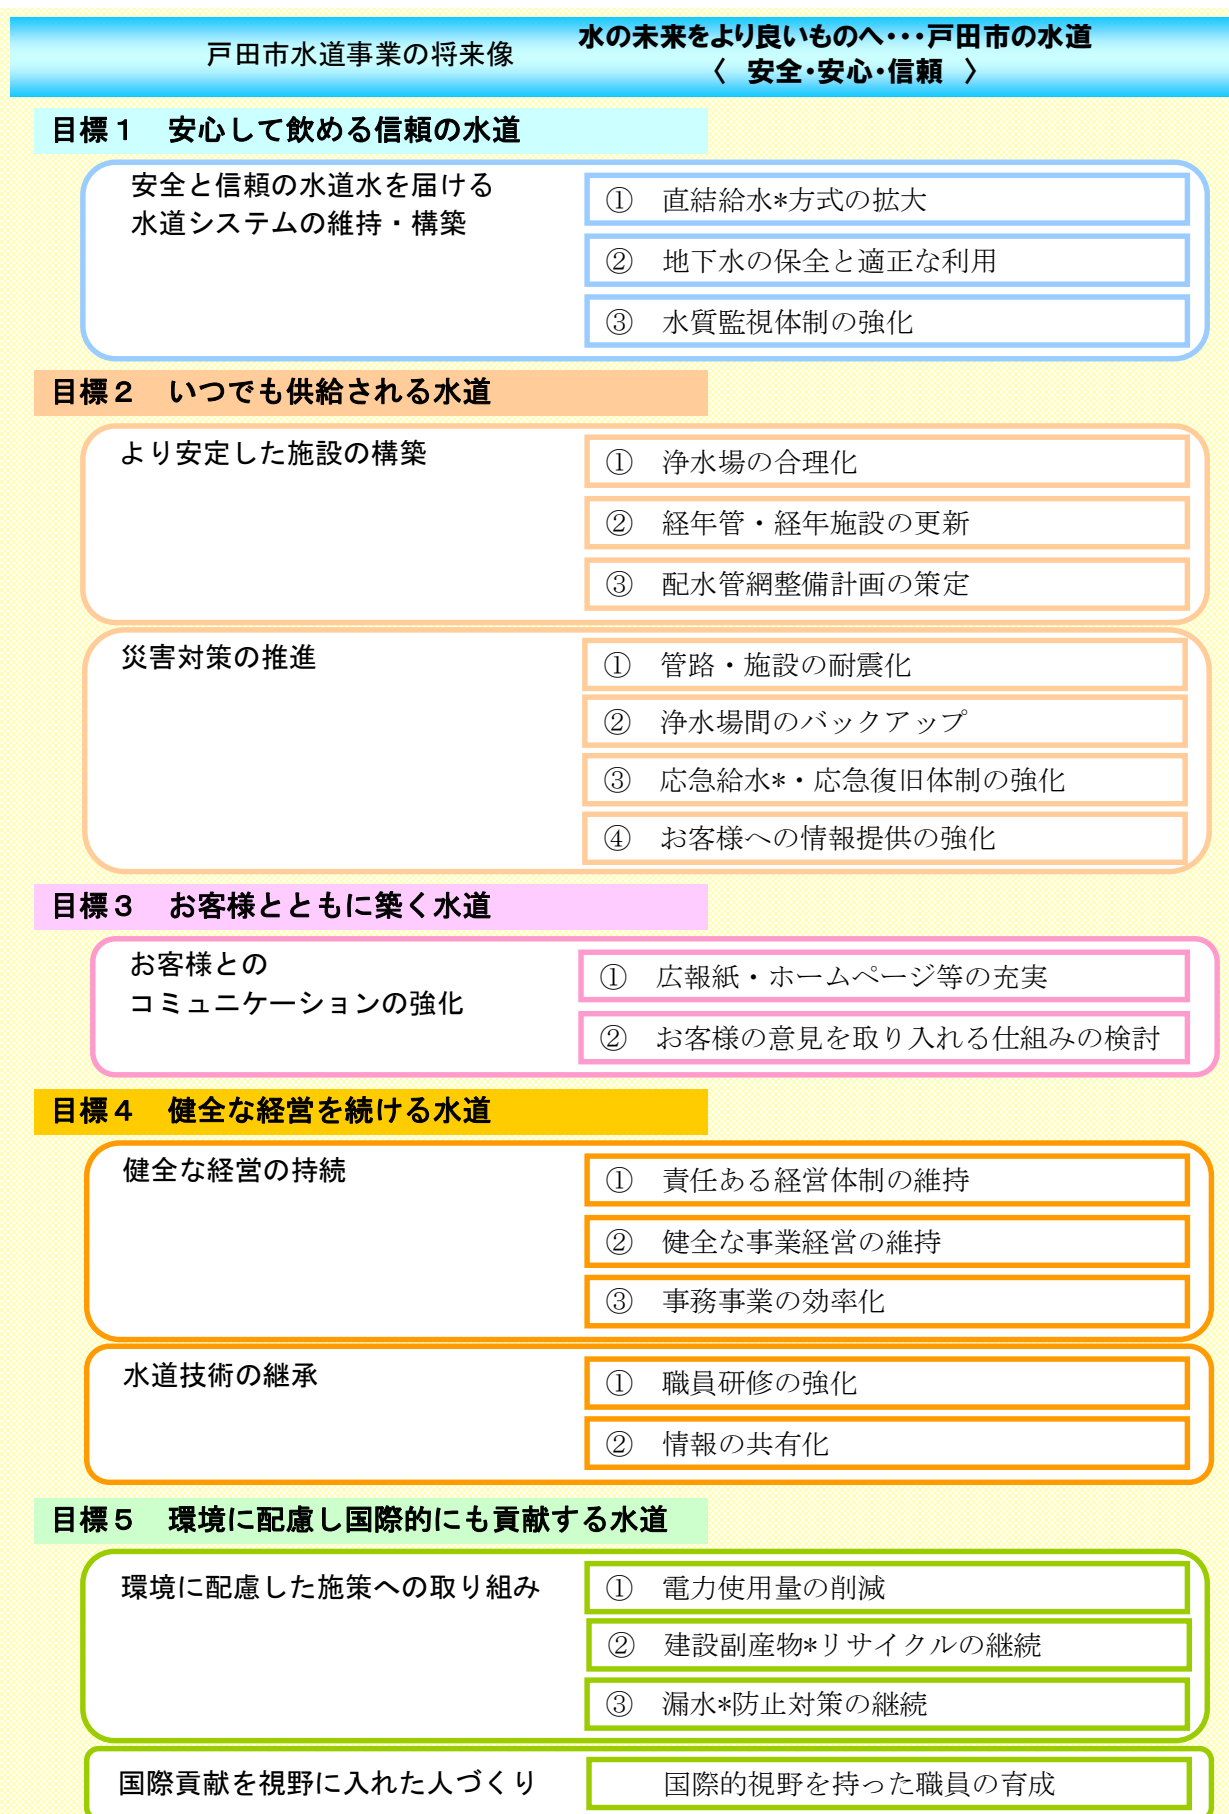 戸田市水道事業の将来像
水の未来をより良いものへ・・・戸田市の水道
〈 安全・安心・信頼 〉
目標１　安心して飲める信頼の水道
安全と信頼の水道水を届ける
水道システムの維持・構築
①　直結給水*方式の拡大
②　地下水の保全と適正な利用
③　水質監視体制の強化
目標２　いつでも供給される水道
より安定した施設の構築
①　浄水場の合理化
②　経年管・経年施設の更新
③　配水管網整備計画の策定
災害対策の推進
①　管路・施設の耐震化
②　浄水場間のバックアップ
③　応急給水*・応急復旧体制の強化
④　お客様への情報提供の強化
目標３　お客様とともに築く水道
お客様との
コミュニケーションの強化
①　広報紙・ホームページ等の充実
②　お客様の意見を取り入れる仕組みの検討
目標４　健全な経営を続ける水道
健全な経営の持続
①　責任ある経営体制の維持
②　健全な事業経営の維持
③　事務事業の効率化
水道技術の継承
①　職員研修の強化
②　情報の共有化
目標５　環境に配慮し国際的にも貢献する水道
環境に配慮した施策への取り組み
①　電力使用量の削減
②　建設副産物*リサイクルの継続
③　漏水*防止対策の継続
国際貢献を視野に入れた人づくり
国際的視野を持った職員の育成